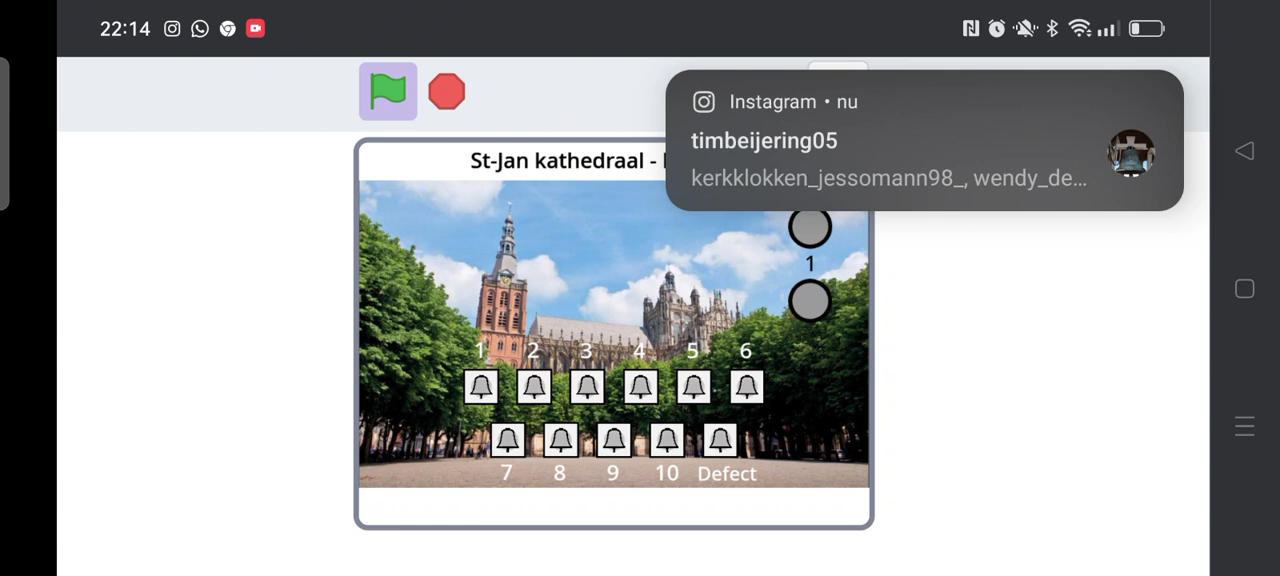 22:14
Instagram • nu
timbeijering05
kerkklokken_jessomann98_, wendy_de...
St-Jan kathedraal -
1
1 2 3 4 5 6
7 8 9 10 Defect